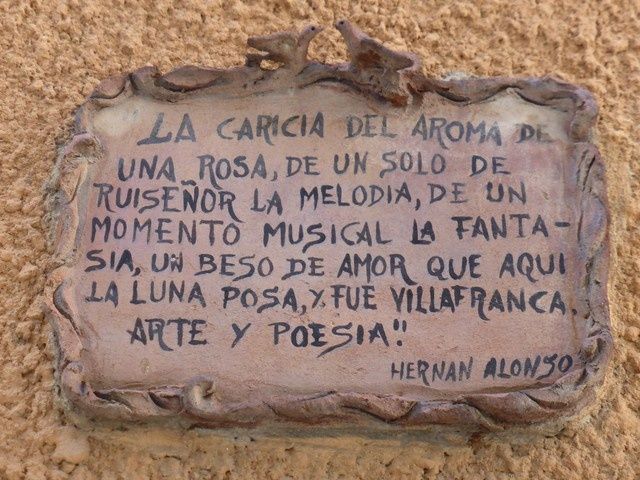 "LA CARICIA DEL AROMA DE
UNA ROSA, DE UN SOLO DE
RUISEÑOR LA MELODIA, DE UN
MOMENTO MUSICAL LA FANTA-
SIA, UN BESO DE AMOR QUE AQUI
LA LUNA POSA, Y FUE VILLAFRANCA,
ARTE Y POESIA".
HERNAN ALONSO